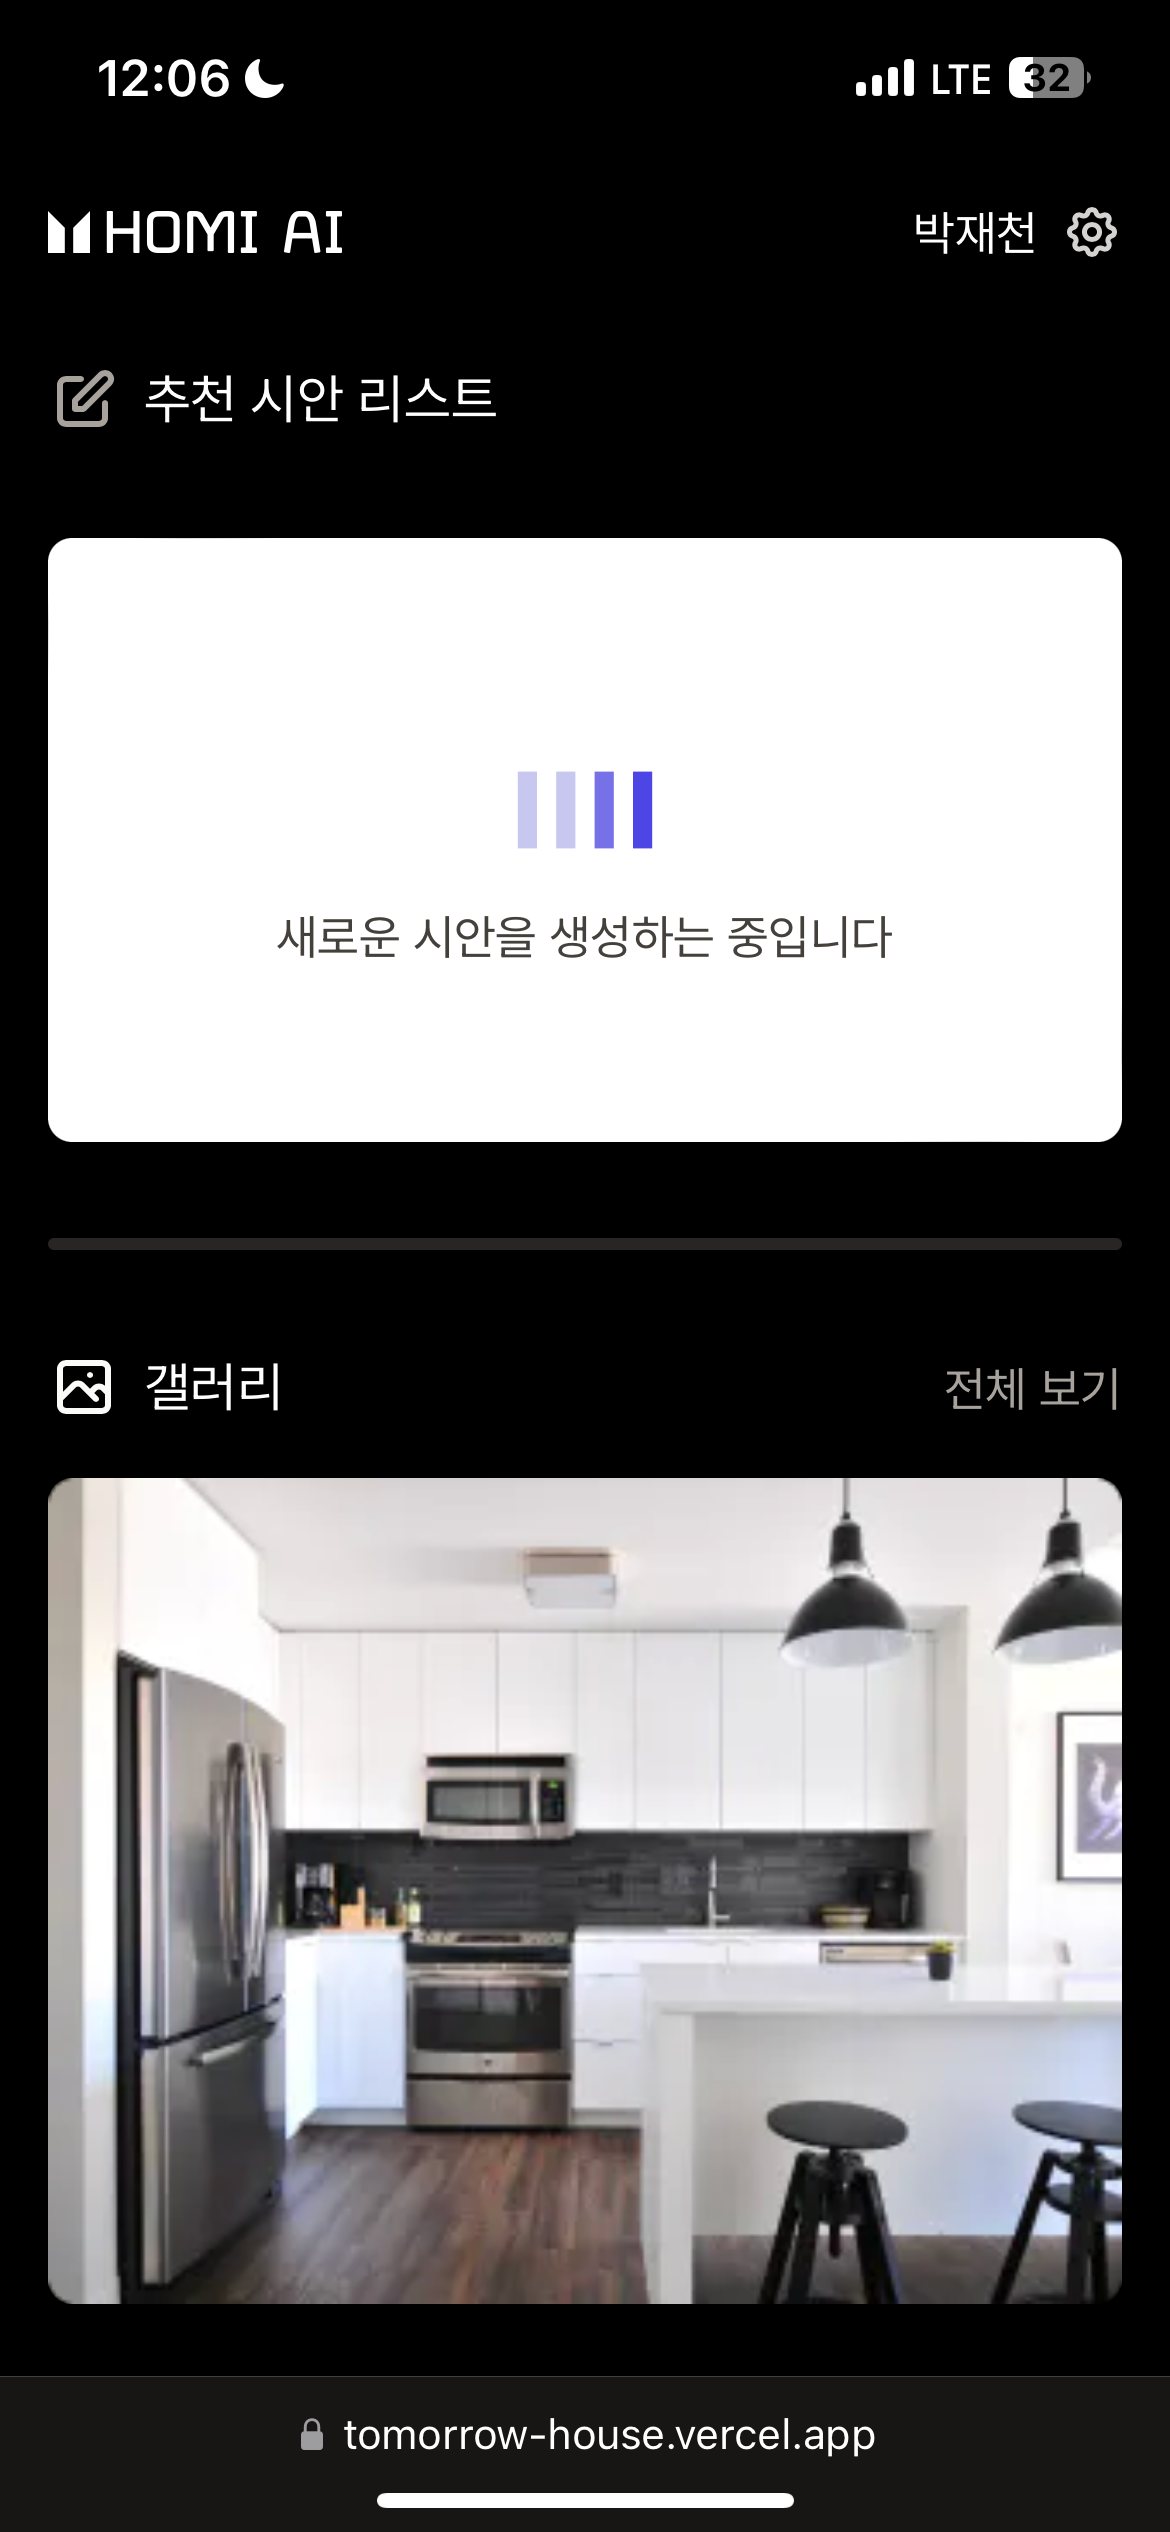 12:06
LTE 32
HOMI AI
박재천
추천 시안 리스트
새로운 시안을 생성하는 중입니다
갤러리
전체 보기
tomorrow-house.vercel.app